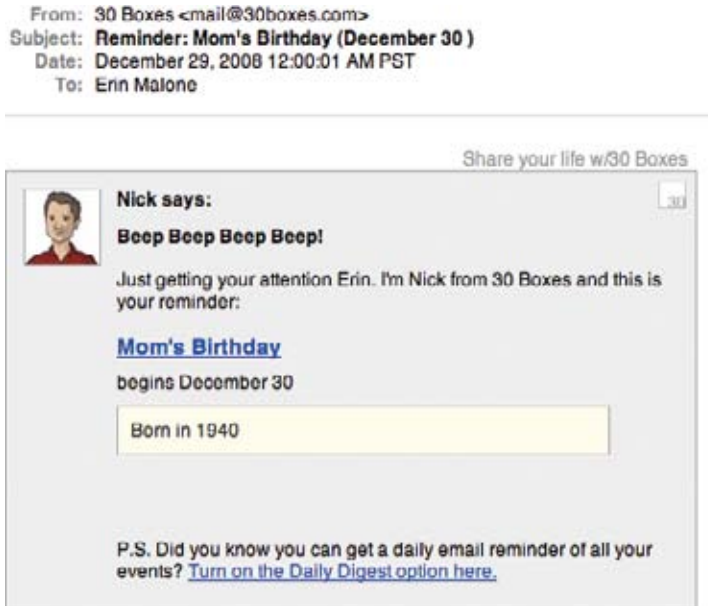 From: 30 Boxes <mail@30boxes.com>
Subject: Reminder: Mom's Birthday (December 30 )
Date: December 29, 2008 12:00:01 AM PST
To: Erin Malone
Share your life w/30 Boxes
Nick says:
30
Beep Beep Beep Beep!
Just getting your attention Erin. I'm Nick from 30 Boxes and this is
your reminder:
Mom's Birthday
begins December 30
Born in 1940
P.S. Did you know you can get a daily email reminder of all your
events? Turn on the Daily Digest option here.